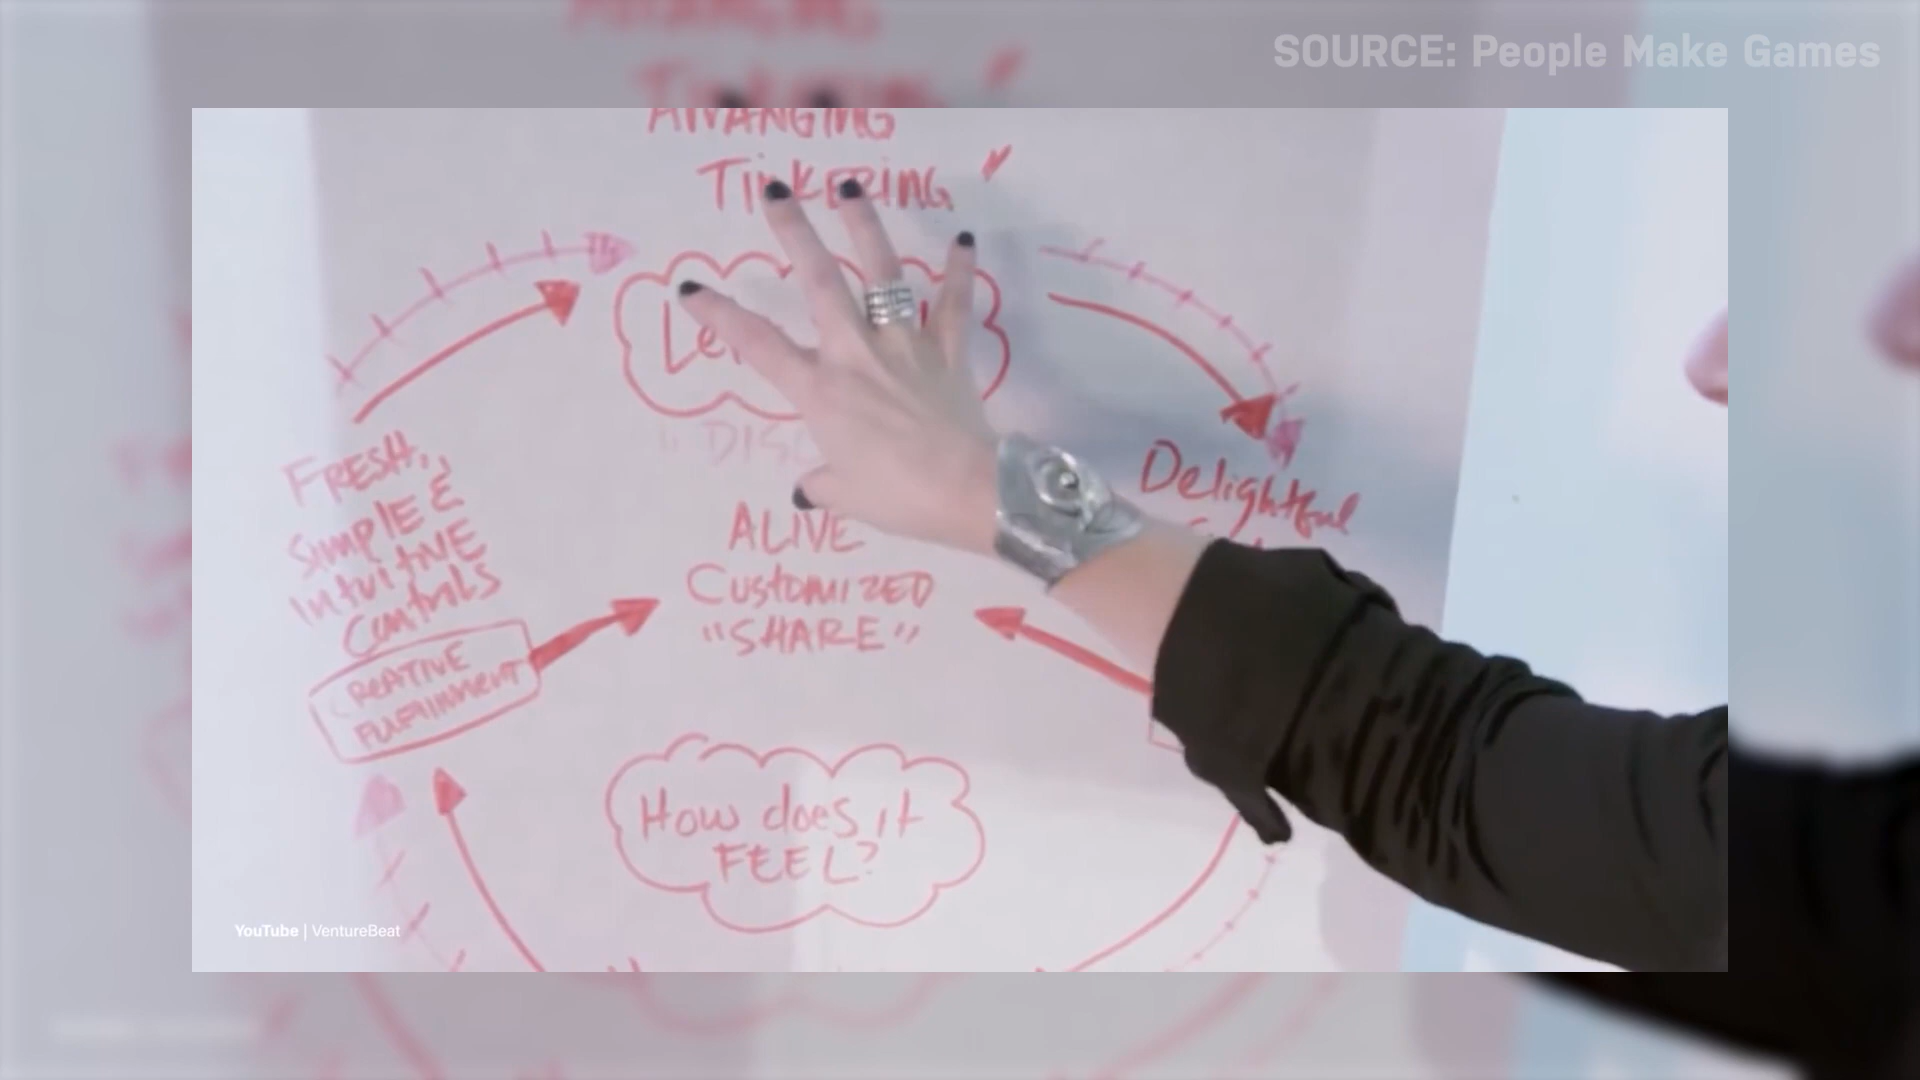 SOURCE: People Make Games
ARRANGING
TINKERING
FRESH,
SIMPLE &
INTUITIVE
CONTROLS
CREATIVE
FULFILLMENT
ALIVE
CUSTOMIZED
"SHARE"
Delightful
How does it
FEEL?
YouTube | VentureBeat